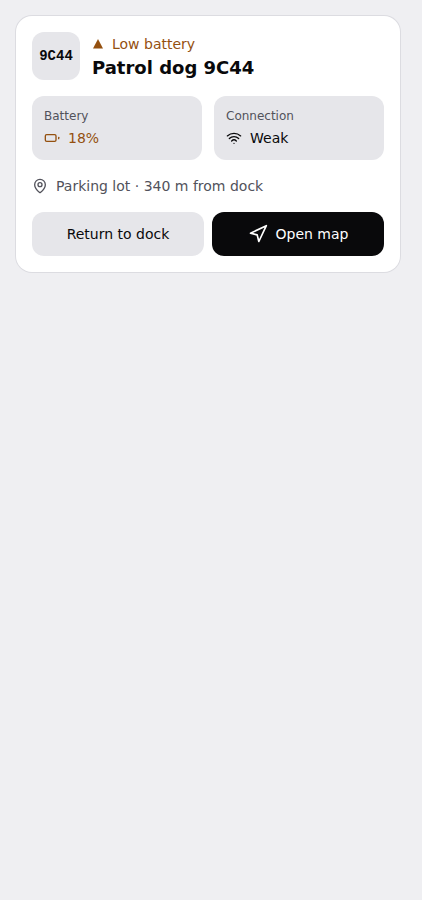 9C44
Low battery
Patrol dog 9C44
Battery
18%
Connection
Weak
Parking lot · 340 m from dock
Return to dock
Open map